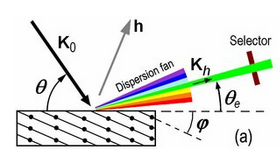 K₀
h
Dispersion fan
Kₕ
Selector
θ
θₑ
φ
(a)